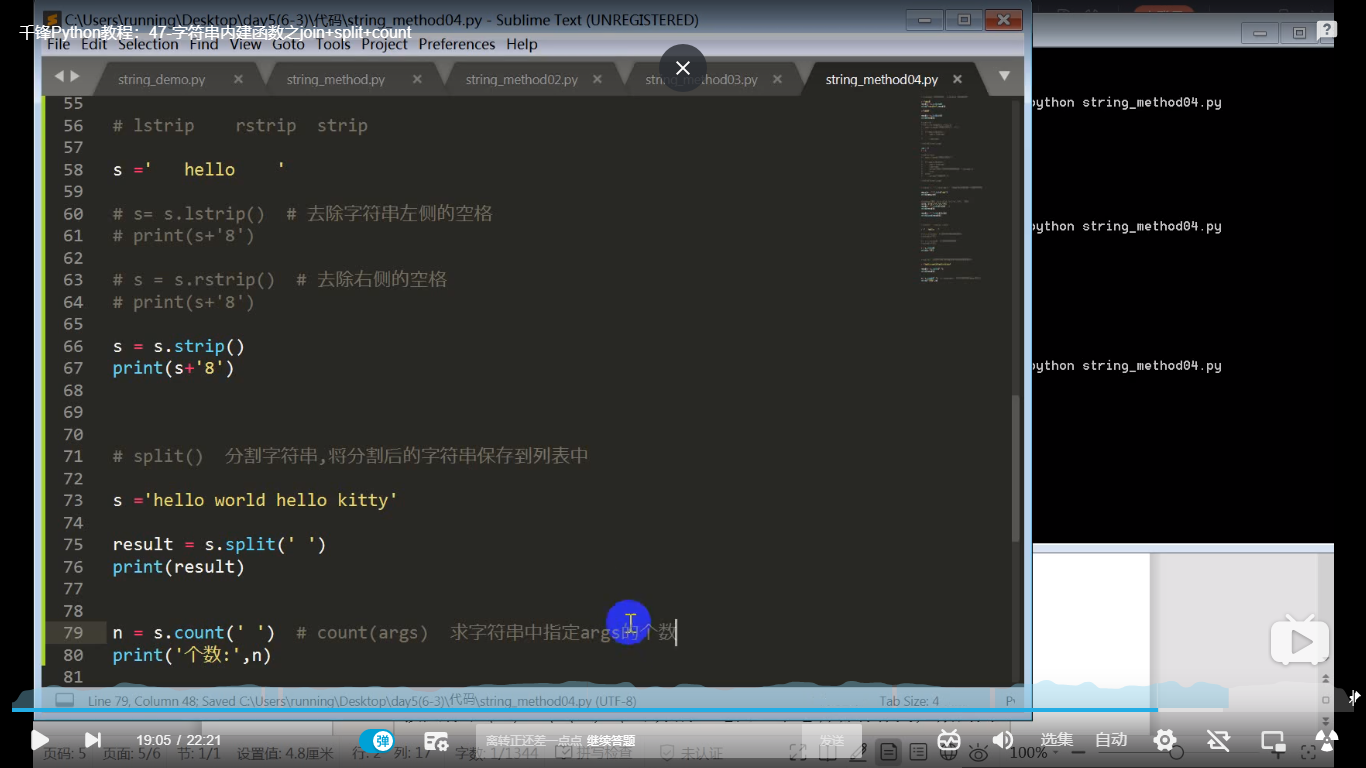 C:\Users\running\Desktop\day5(6-3)\代码\string_method04.py - Sublime Text (UNREGISTERED)
千锋Python教程：47-字符串内建函数之join+split+count
File Edit Selection Find View Goto Tools Project Preferences Help
string_demo.py string_method.py string_method02.py string_method03.py string_method04.py
55
56 # lstrip    rstrip  strip
57
58 s ='   hello    '
59
60 # s= s.lstrip()  # 去除字符串左侧的空格
61 # print(s+'8')
62
63 # s = s.rstrip()  # 去除右侧的空格
64 # print(s+'8')
65
66 s = s.strip()
67 print(s+'8')
68
69
70
71 # split()  分割字符串,将分割后的字符串保存到列表中
72
73 s ='hello world hello kitty'
74
75 result = s.split(' ')
76 print(result)
77
78
79 n = s.count(' ')  # count(args)  求字符串中指定args的个数
80 print('个数:',n)
81
python string_method04.py
python string_method04.py
python string_method04.py
Line 79, Column 48; Saved C:\Users\running\Desktop\day5(6-3)\代码\string_method04.py (UTF-8) Tab Size: 4
19:05 / 22:21 弹 离转正还差一点点 继续答题 发送 选集 自动
页码: 5 页面: 5/6 节: 1/1 设置值: 4.8厘米 行: 2 列: 17 字数: 1/1344 拼写检查 未认证 100%